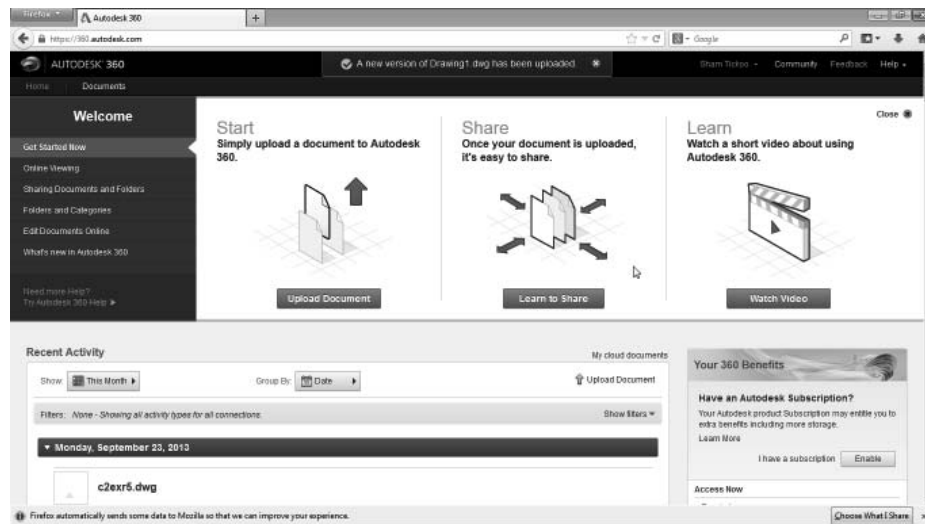 Firefox
Autodesk 360
https://360.autodesk.com
Google
AUTODESK 360
A new version of Drawing1.dwg has been uploaded
Sham Tickoo
Community
Feedback
Help
Home
Documents
Welcome
Get Started Now
Online Viewing
Sharing Documents and Folders
Folders and Categories
Edit Documents Online
What's new in Autodesk 360
Need more Help?
Try Autodesk 360 Help
Close
Start
Simply upload a document to Autodesk
360.
Upload Document
Share
Once your document is uploaded,
it's easy to share.
Learn to Share
Learn
Watch a short video about using
Autodesk 360.
Watch Video
Recent Activity
My cloud documents
Show: This Month
Group By: Date
Upload Document
Filters: None - Showing all activity types for all connections.
Show filters
Monday, September 23, 2013
c2exr5.dwg
Your 360 Benefits
Have an Autodesk Subscription?
Your Autodesk product Subscription may entitle you to
extra benefits including more storage.
Learn More
I have a subscription
Enable
Access Now
Firefox automatically sends some data to Mozilla so that we can improve your experience.
Choose What I Share